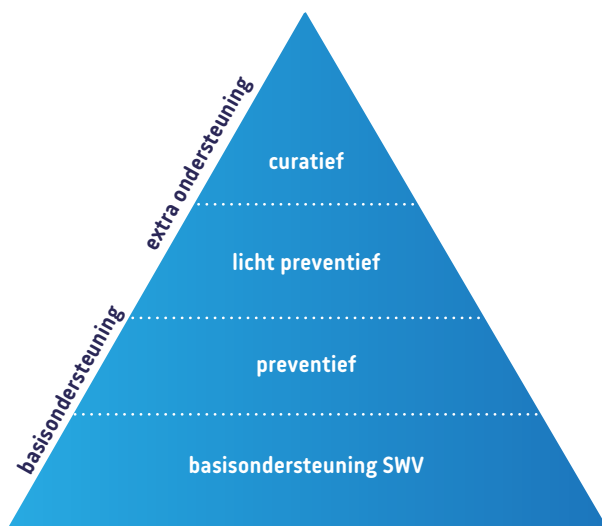 extra ondersteuning
curatief
licht preventief
basisondersteuning
preventief
basisondersteuning SWV